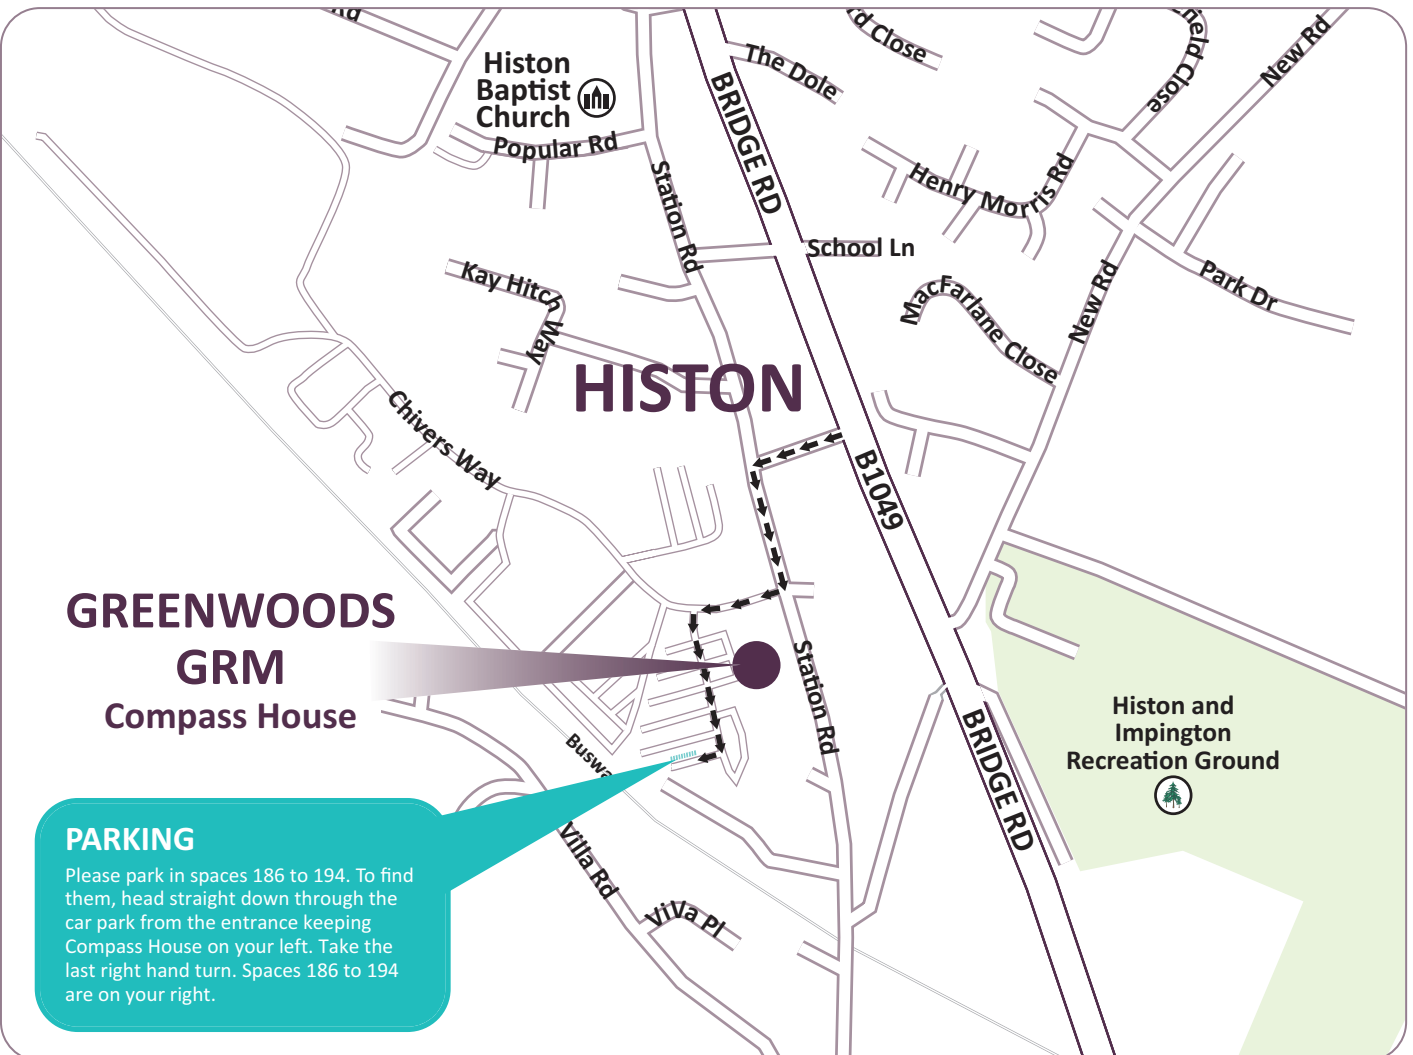 Rd
rd Close
field Close
New Rd
The Dole
Histon
Baptist
Church
Popular Rd
BRIDGE RD
Station Rd
Henry Morris Rd
School Ln
Kay Hitch
Way
MacFarlane Close
New Rd
Park Dr
HISTON
Chivers Way
B1049
GREENWOODS
GRM
Compass House
Station Rd
BRIDGE RD
Histon and
Impington
Recreation Ground
Buswa
Villa Rd
ViVa Pl
PARKING
Please park in spaces 186 to 194. To find
them, head straight down through the
car park from the entrance keeping
Compass House on your left. Take the
last right hand turn. Spaces 186 to 194
are on your right.